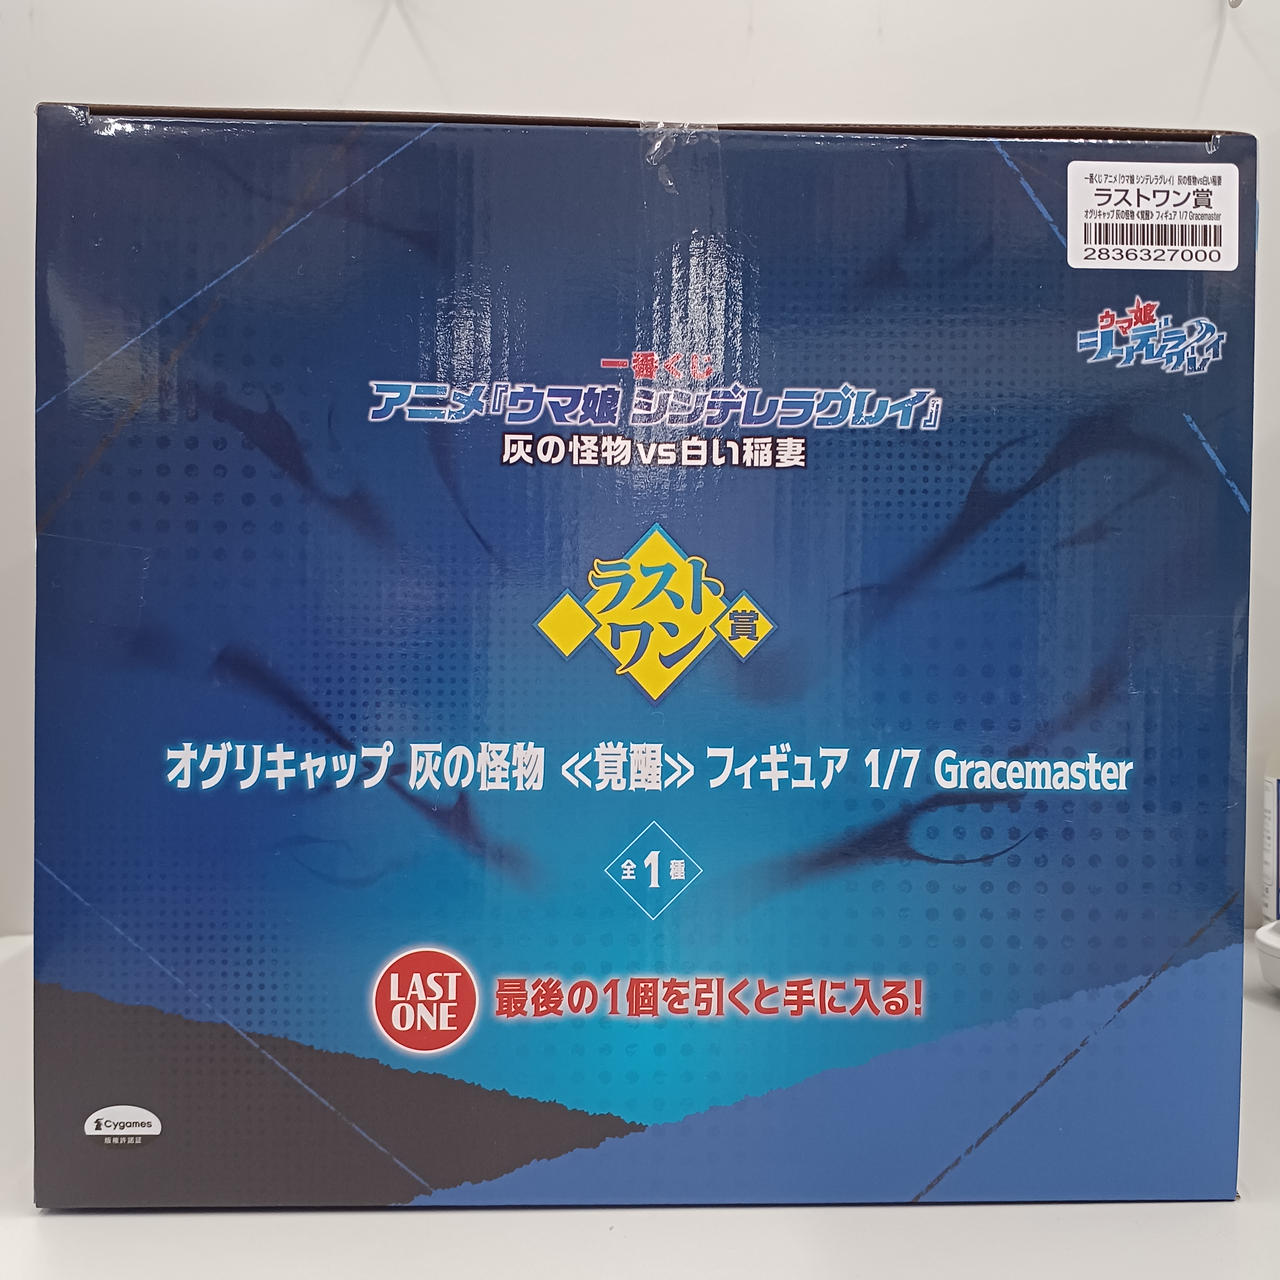 一番くじ アニメ『ウマ娘 シンデレラグレイ』 灰の怪物vs白い稲妻
ラストワン賞
オグリキャップ 灰の怪物≪覚醒≫ フィギュア 1/7 Gracemaster
2836327000
ウマ娘
シンデレラグレイ
一番くじ
アニメ『ウマ娘 シンデレラグレイ』
灰の怪物vs白い稲妻
ラスト
ワン
賞
オグリキャップ 灰の怪物 ≪覚醒≫ フィギュア 1/7 Gracemaster
全1種
LAST
ONE
最後の1個を引くと手に入る!
Cygames
版権許諾証